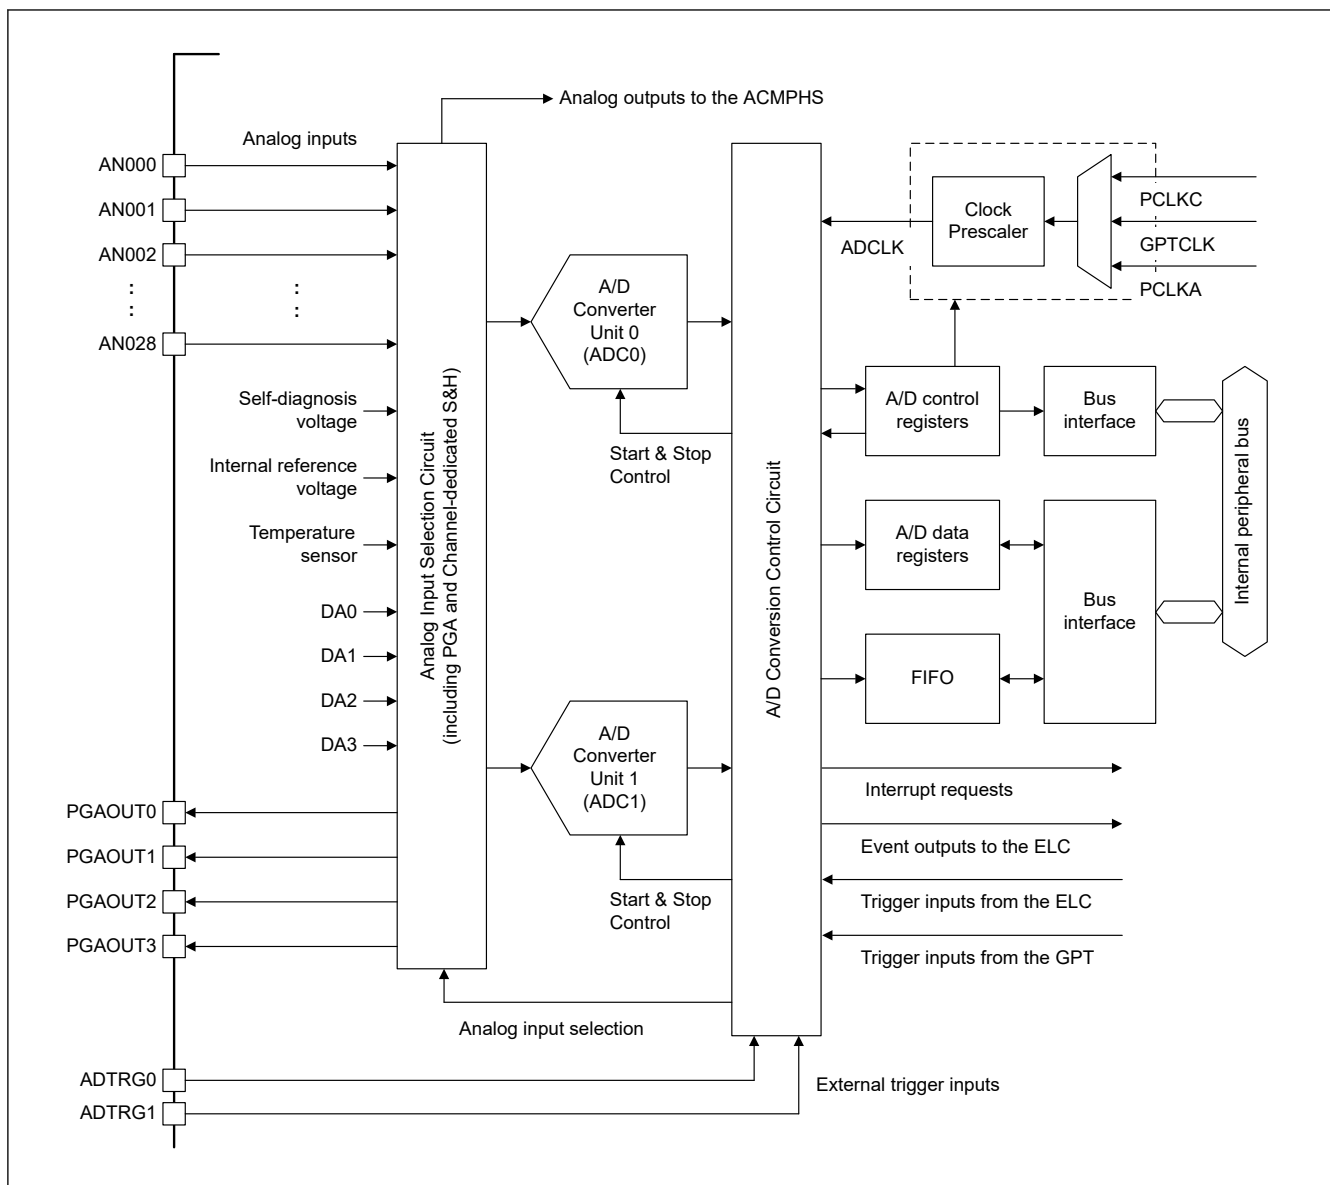 Analog outputs to the ACMPHS
Analog inputs
AN000
AN001
AN002
AN028
Self-diagnosis
voltage
Internal reference
voltage
Temperature
sensor
DA0
DA1
DA2
DA3
PGAOUT0
PGAOUT1
PGAOUT2
PGAOUT3
ADTRG0
ADTRG1
Analog Input Selection Circuit
(including PGA and Channel-dedicated S&H)
A/D
Converter
Unit 0
(ADC0)
Start & Stop
Control
A/D
Converter
Unit 1
(ADC1)
Start & Stop
Control
Analog input selection
A/D Conversion Control Circuit
ADCLK
Clock
Prescaler
PCLKC
GPTCLK
PCLKA
A/D control
registers
Bus
interface
A/D data
registers
FIFO
Bus
interface
Internal peripheral bus
Interrupt requests
Event outputs to the ELC
Trigger inputs from the ELC
Trigger inputs from the GPT
External trigger inputs